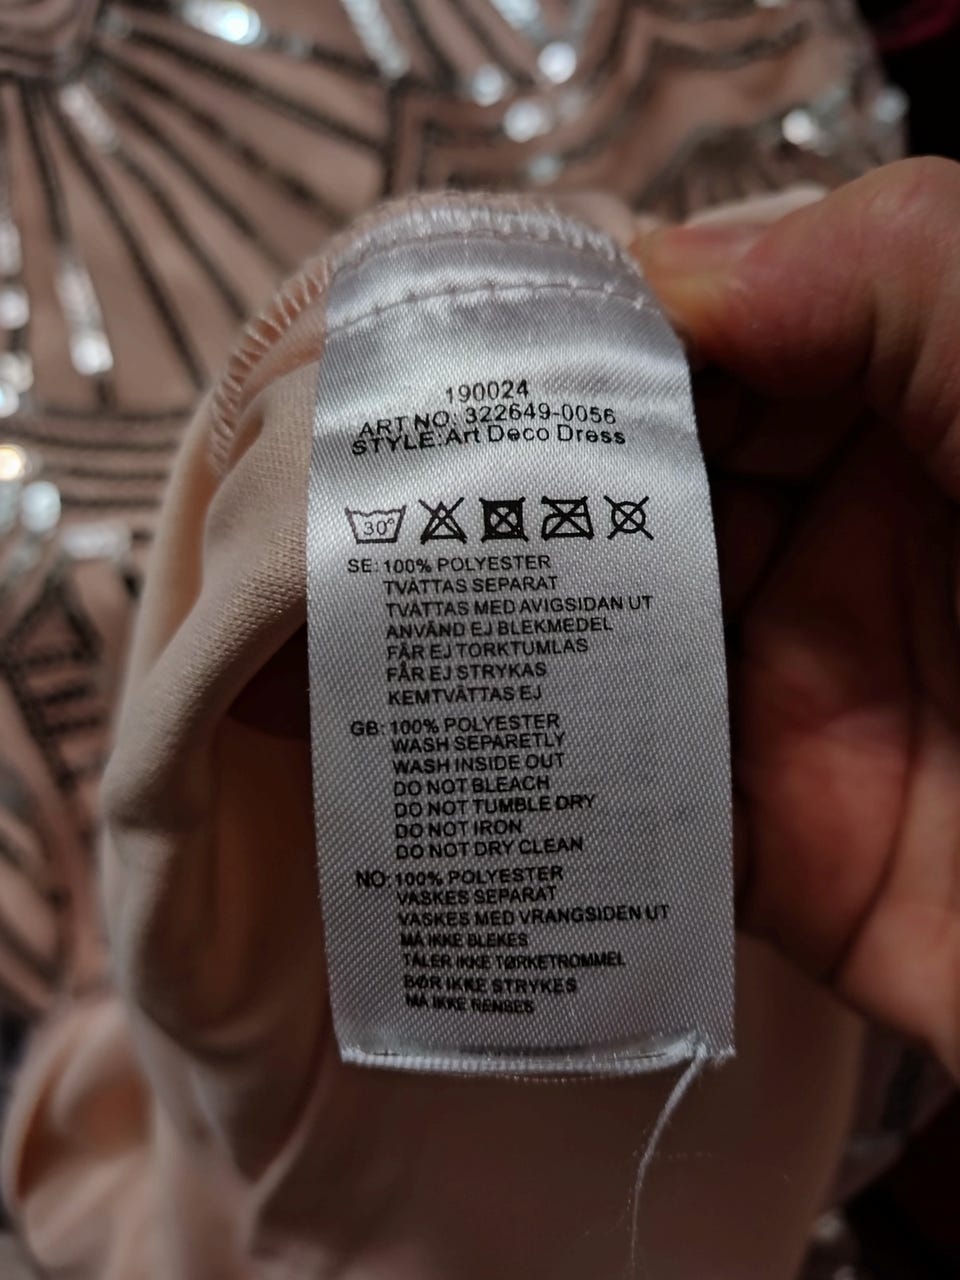 190024
ART NO: 322649-0056
STYLE:Art Deco Dress
30°
SE: 100% POLYESTER
TVÄTTAS SEPARAT
TVÄTTAS MED AVIGSIDAN UT
ANVÄND EJ BLEKMEDEL
FÅR EJ TORKTUMLAS
FÅR EJ STRYKAS
KEMTVÄTTAS EJ
GB: 100% POLYESTER
WASH SEPARETLY
WASH INSIDE OUT
DO NOT BLEACH
DO NOT TUMBLE DRY
DO NOT IRON
DO NOT DRY CLEAN
NO: 100% POLYESTER
VASKES SEPARAT
VASKES MED VRANGSIDEN UT
MÅ IKKE BLEKES
TÅLER IKKE TØRKETROMMEL
BØR IKKE STRYKES
MÅ IKKE RENSES